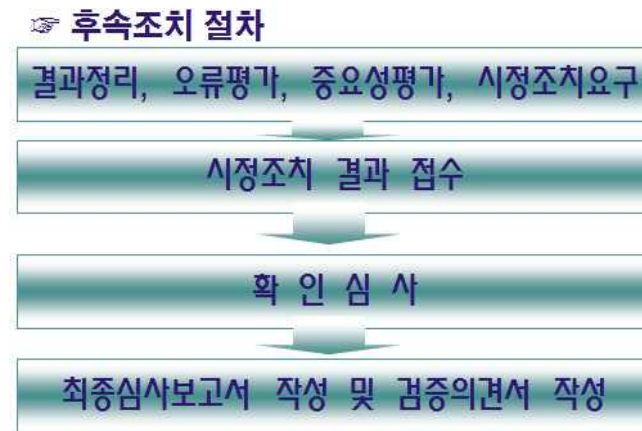 ☞ 후속조치 절차
결과정리, 오류평가, 중요성평가, 시정조치요구
시정조치 결과 접수
확 인 심 사
최종심사보고서 작성 및 검증의견서 작성